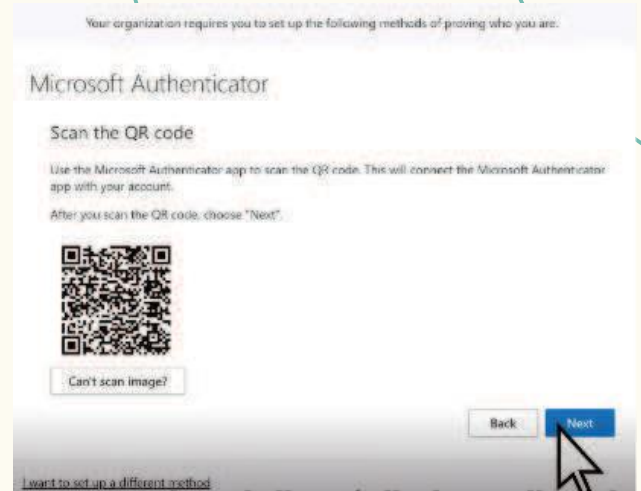 Your organization requires you to set up the following methods of proving who you are.
Microsoft Authenticator
Scan the QR code
Use the Microsoft Authenticator app to scan the QR code. This will connect the Microsoft Authenticator
app with your account.
After you scan the QR code, choose "Next".
Can't scan image?
Back
Next
I want to set up a different method